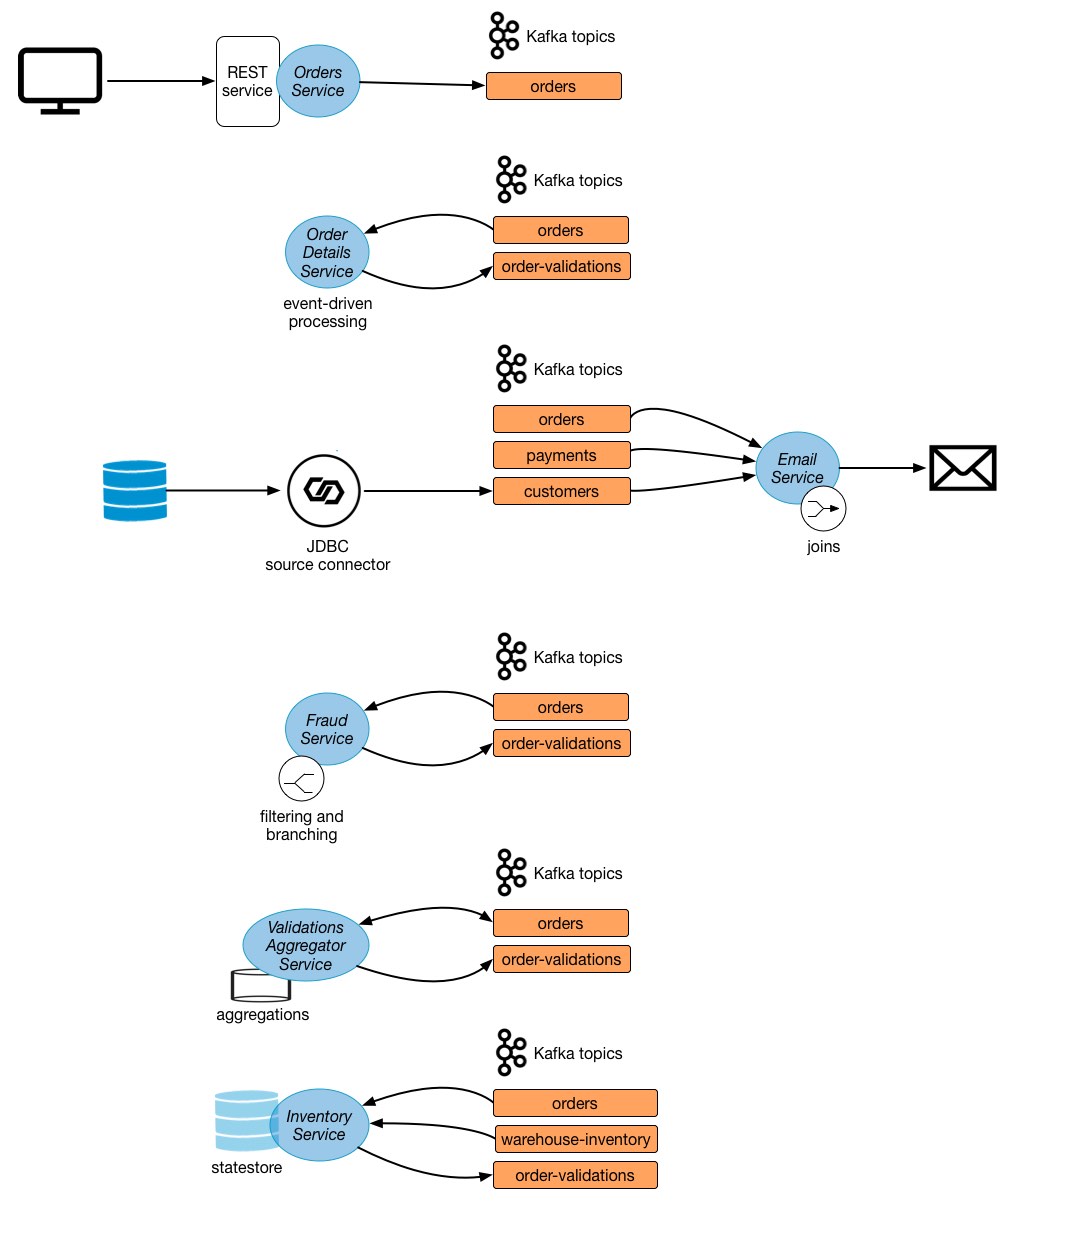 Kafka topics
REST
service
Orders
Service
orders
Kafka topics
Order
Details
Service
orders
order-validations
event-driven
processing
Kafka topics
orders
payments
customers
Email
Service
joins
JDBC
source connector
Kafka topics
Fraud
Service
orders
order-validations
filtering and
branching
Kafka topics
Validations
Aggregator
Service
orders
order-validations
aggregations
Kafka topics
Inventory
Service
orders
warehouse-inventory
order-validations
statestore